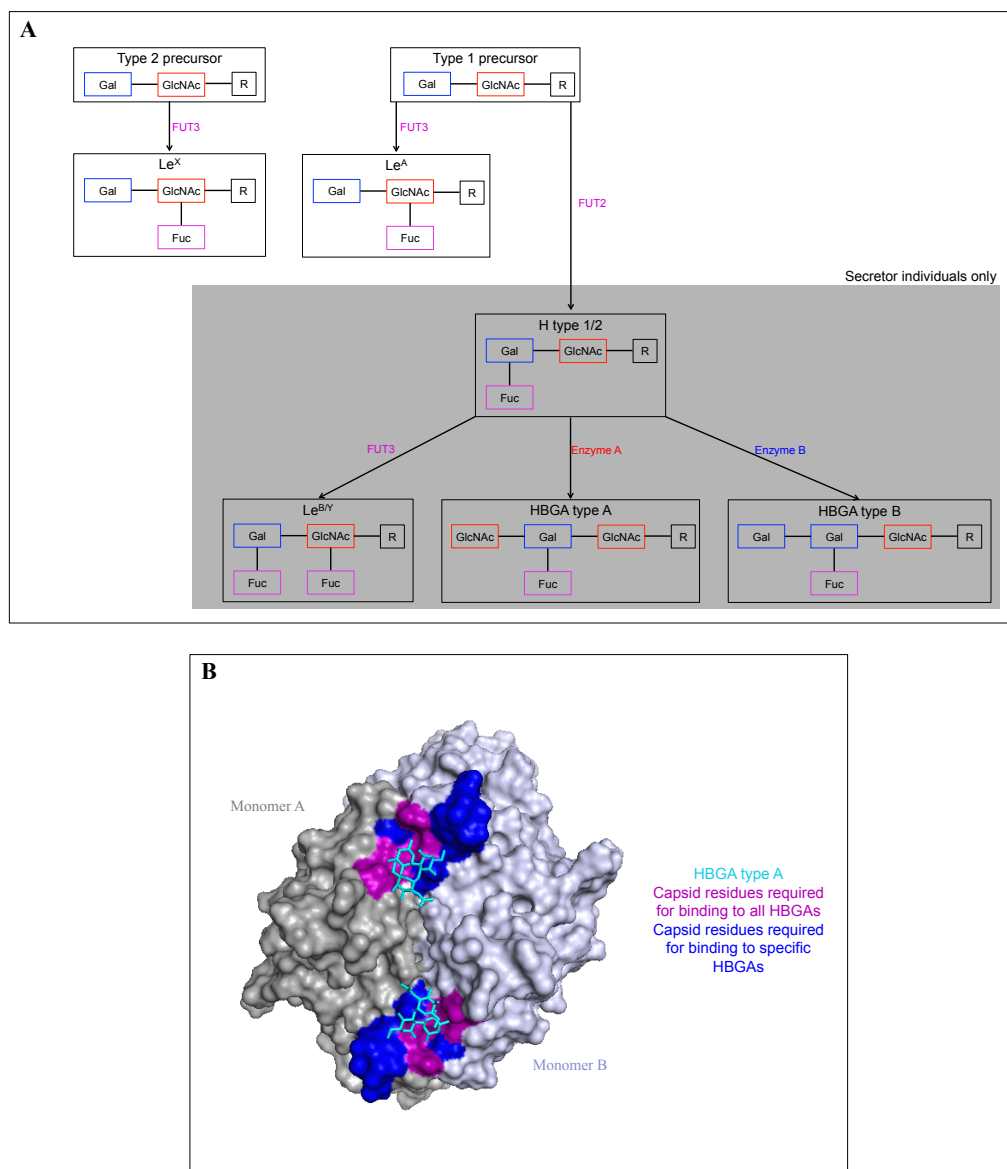 A
Type 2 precursor
Gal
GlcNAc
R
Type 1 precursor
Gal
GlcNAc
R
FUT3
FUT3
FUT2
Le^X
Gal
GlcNAc
R
Fuc
Le^A
Gal
GlcNAc
R
Fuc
Secretor individuals only
H type 1/2
Gal
GlcNAc
R
Fuc
FUT3
Enzyme A
Enzyme B
Le^B/Y
Gal
GlcNAc
R
Fuc
Fuc
HBGA type A
GlcNAc
Gal
GlcNAc
R
Fuc
HBGA type B
Gal
Gal
GlcNAc
R
Fuc
B
Monomer A
HBGA type A
Capsid residues required
for binding to all HBGAs
Capsid residues required
for binding to specific
HBGAs
Monomer B